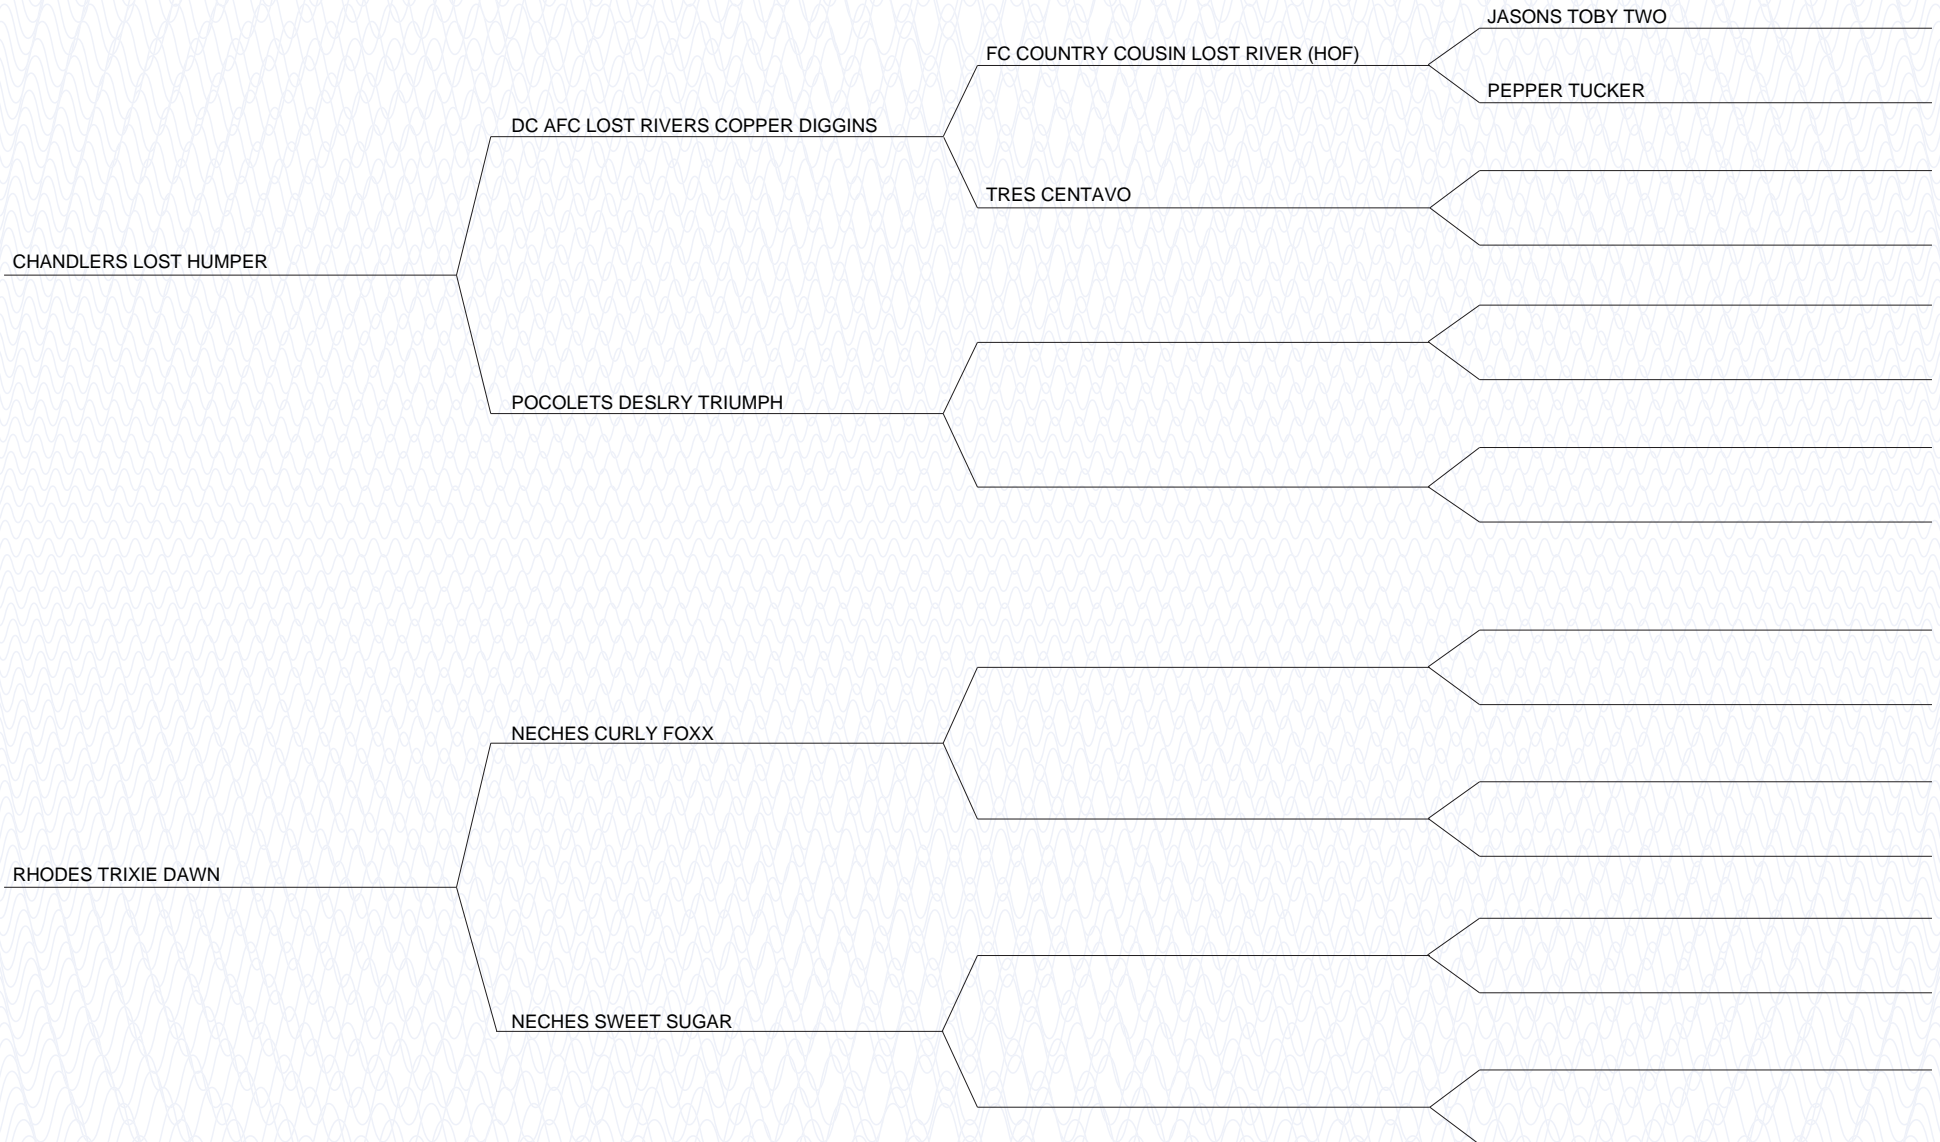 JASONS TOBY TWO
FC COUNTRY COUSIN LOST RIVER (HOF)
PEPPER TUCKER
DC AFC LOST RIVERS COPPER DIGGINS
TRES CENTAVO
CHANDLERS LOST HUMPER
POCOLETS DESLRY TRIUMPH
NECHES CURLY FOXX
RHODES TRIXIE DAWN
NECHES SWEET SUGAR